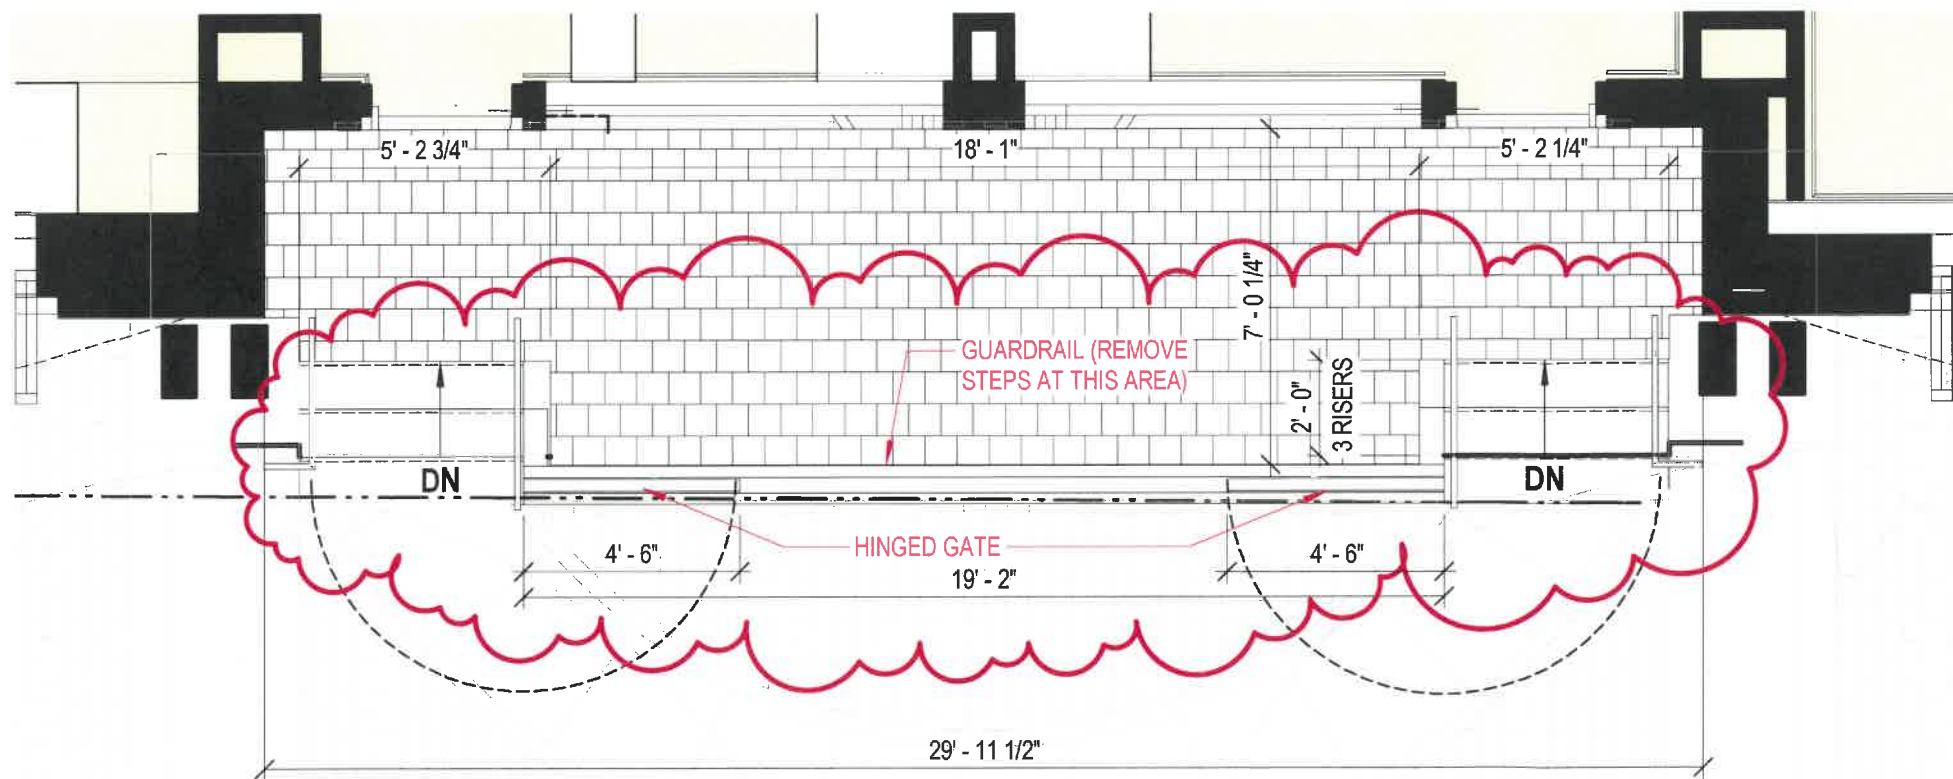 5' - 2 3/4"
18' - 1"
5' - 2 1/4"
7' - 0 1/4"
GUARDRAIL (REMOVE
STEPS AT THIS AREA)
2' - 0"
3 RISERS
DN
DN
HINGED GATE
4' - 6"
4' - 6"
19' - 2"
29' - 11 1/2"